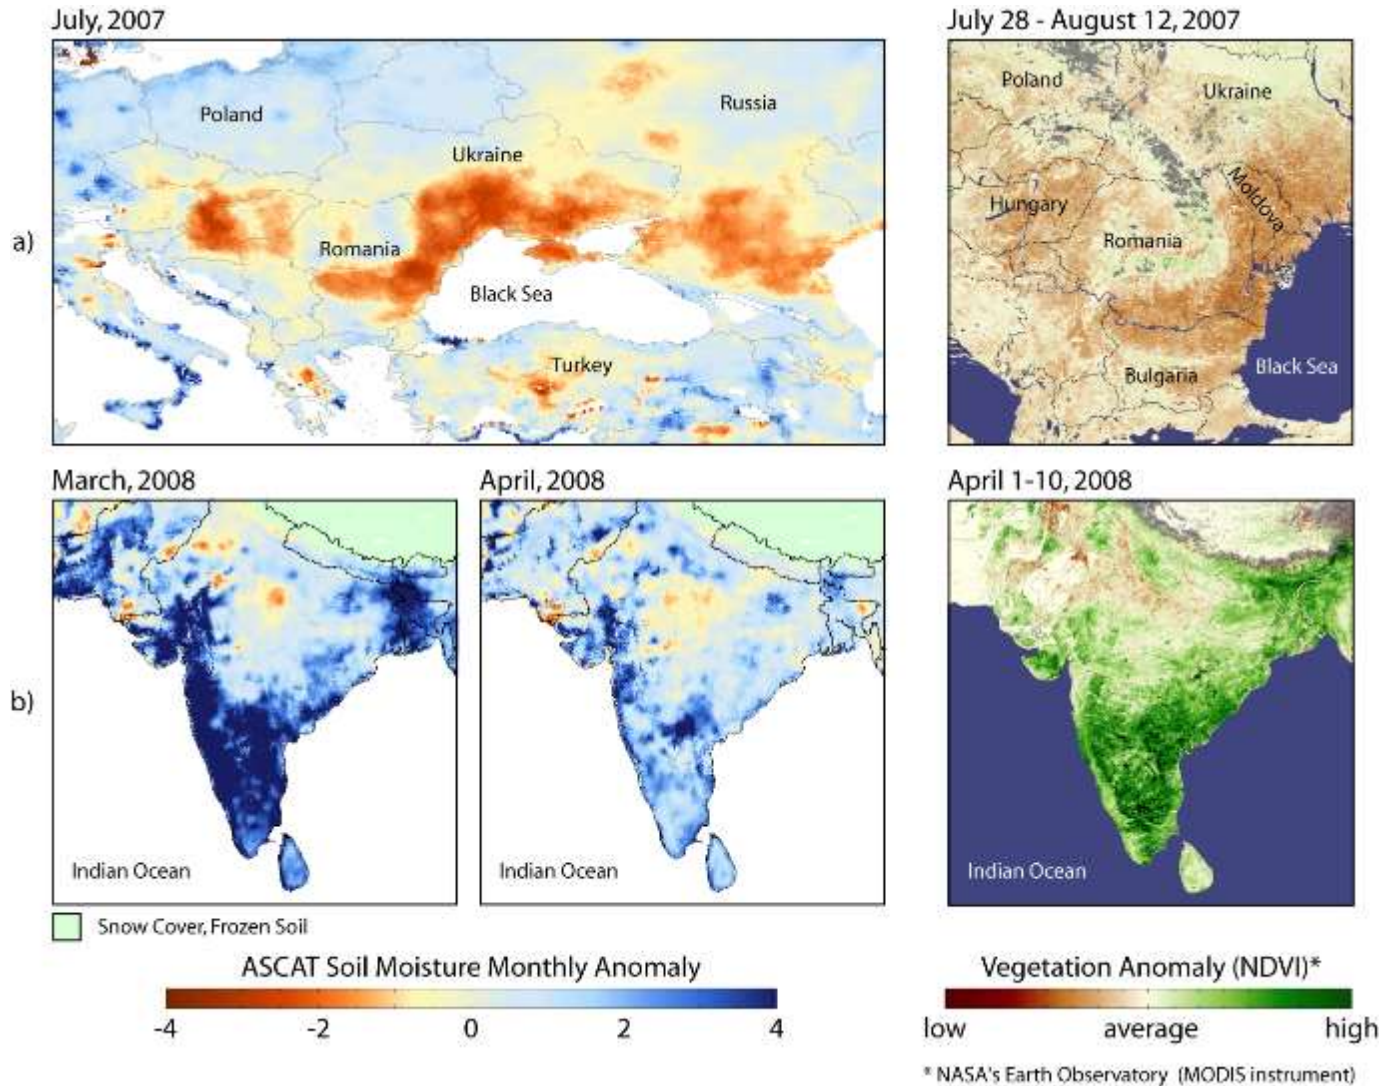 July, 2007
July 28 - August 12, 2007
a)
Poland
Russia
Ukraine
Romania
Black Sea
Turkey
Poland
Ukraine
Moldova
Hungary
Romania
Bulgaria
Black Sea
March, 2008
April, 2008
April 1-10, 2008
b)
Indian Ocean
Indian Ocean
Indian Ocean
Snow Cover, Frozen Soil
ASCAT Soil Moisture Monthly Anomaly
-4 -2 0 2 4
Vegetation Anomaly (NDVI)*
low average high
* NASA's Earth Observatory (MODIS instrument)